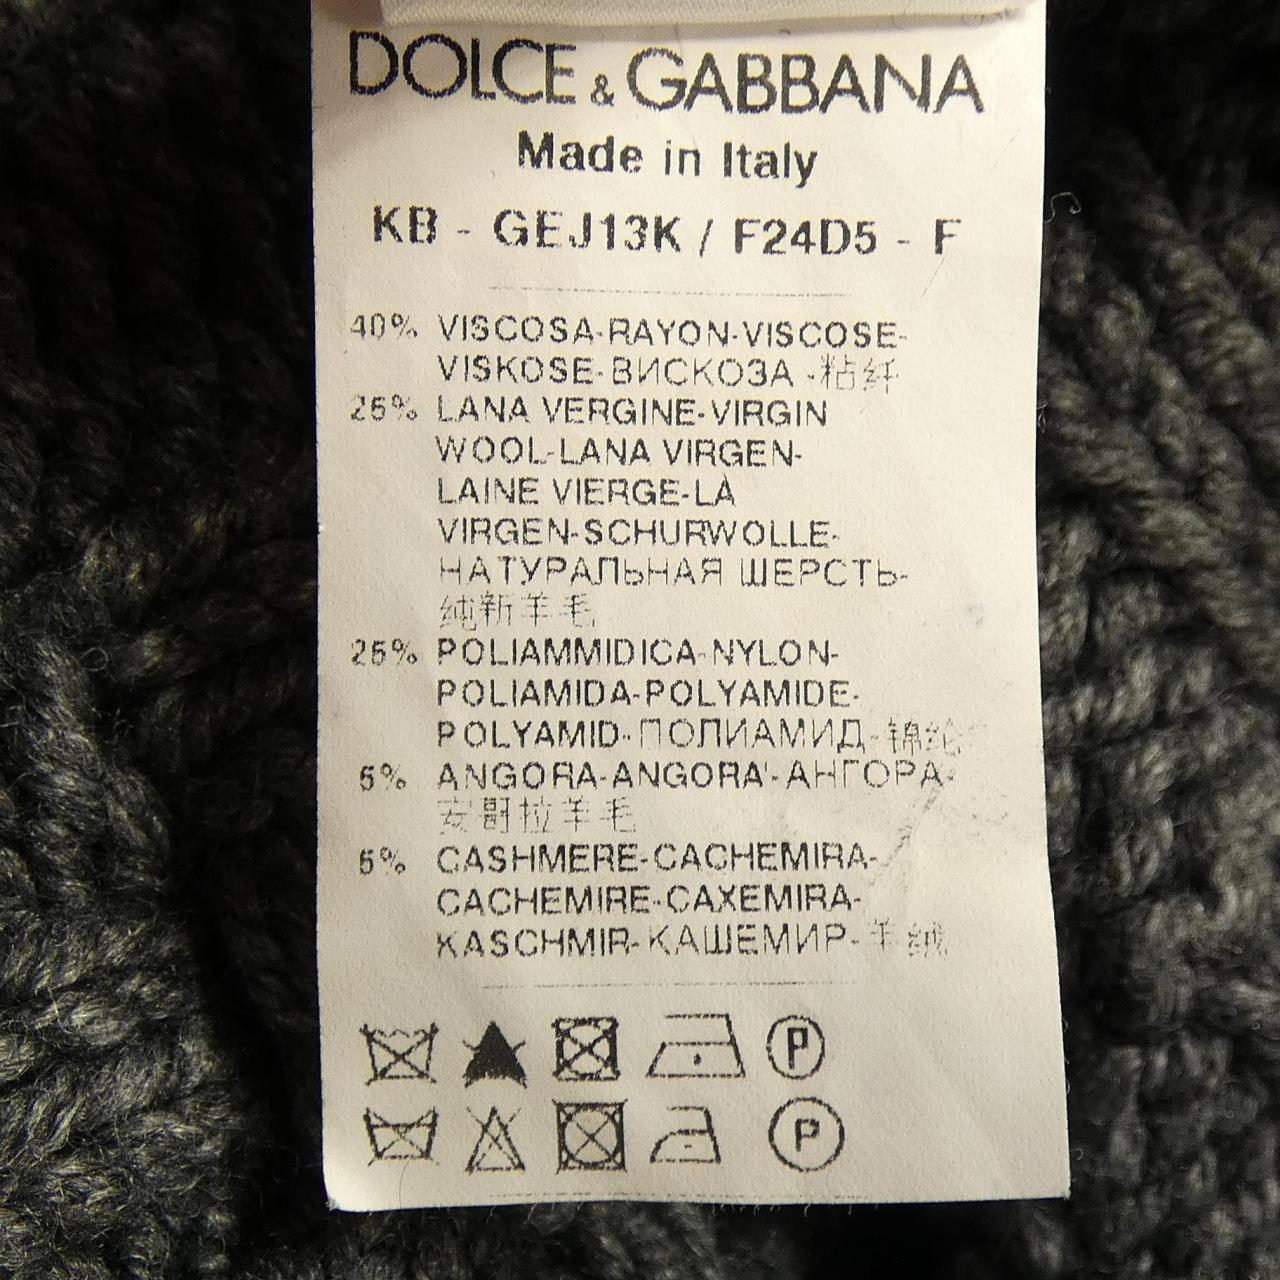 DOLCE & GABBANA
Made in Italy
KB - GEJ13K / F24D5 - F
40% VISCOSA-RAYON-VISCOSE-
VISKOSE-ВИСКОЗА -粘纤
25% LANA VERGINE-VIRGIN
WOOL-LANA VIRGEN-
LAINE VIERGE-LÀ
VIRGEN-SCHURWOLLE-
НАТУРАЛЬНАЯ ШЕРСТЬ-
纯新羊毛
25% POLIAMMIDICA-NYLON-
POLIAMIDA-POLYAMIDE-
POLYAMID-ПОЛИАМИД-锦纶
5% ANGORA-ANGORA'-АНГОРА-
安哥拉羊毛
5% CASHMERE-CACHEMIRA-
CACHEMIRE-CAXEMIRA-
KASCHMIR-КАШЕМИР-羊绒
P
P